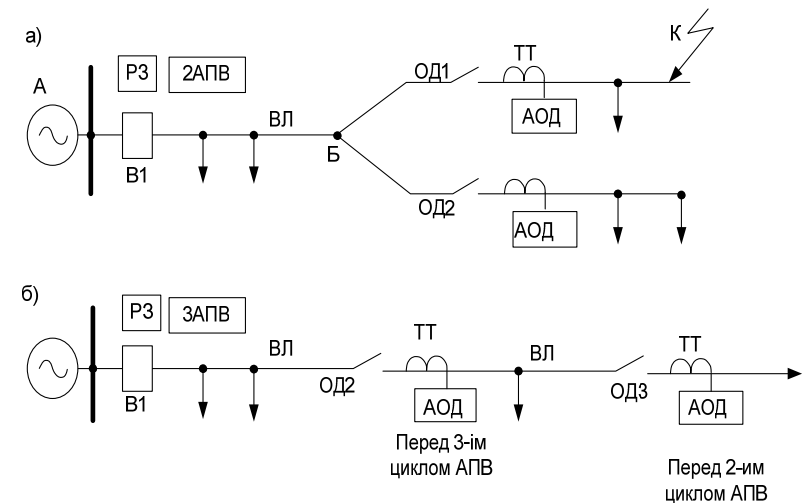 а)
РЗ
2АПВ
А
В1
ВЛ
Б
ОД1
ТТ
К
АОД
ОД2
АОД
б)
РЗ
3АПВ
В1
ВЛ
ОД2
ТТ
АОД
Перед 3-ім
циклом АПВ
ВЛ
ОД3
ТТ
АОД
Перед 2-им
циклом АПВ